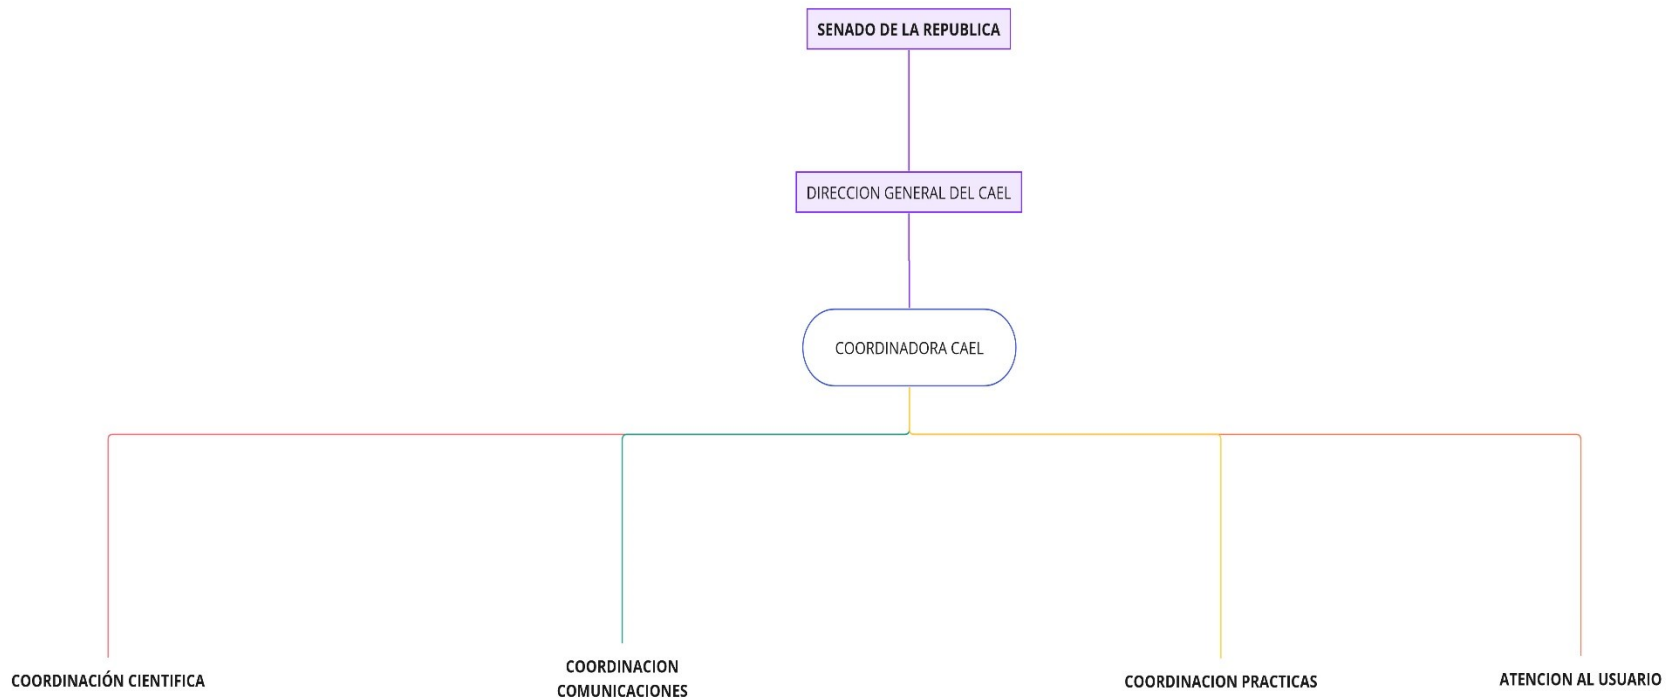 SENADO DE LA REPUBLICA
DIRECCION GENERAL DEL CAEL
COORDINADORA CAEL
COORDINACIÓN CIENTIFICA
COORDINACION
COMUNICACIONES
COORDINACION PRACTICAS
ATENCION AL USUARIO